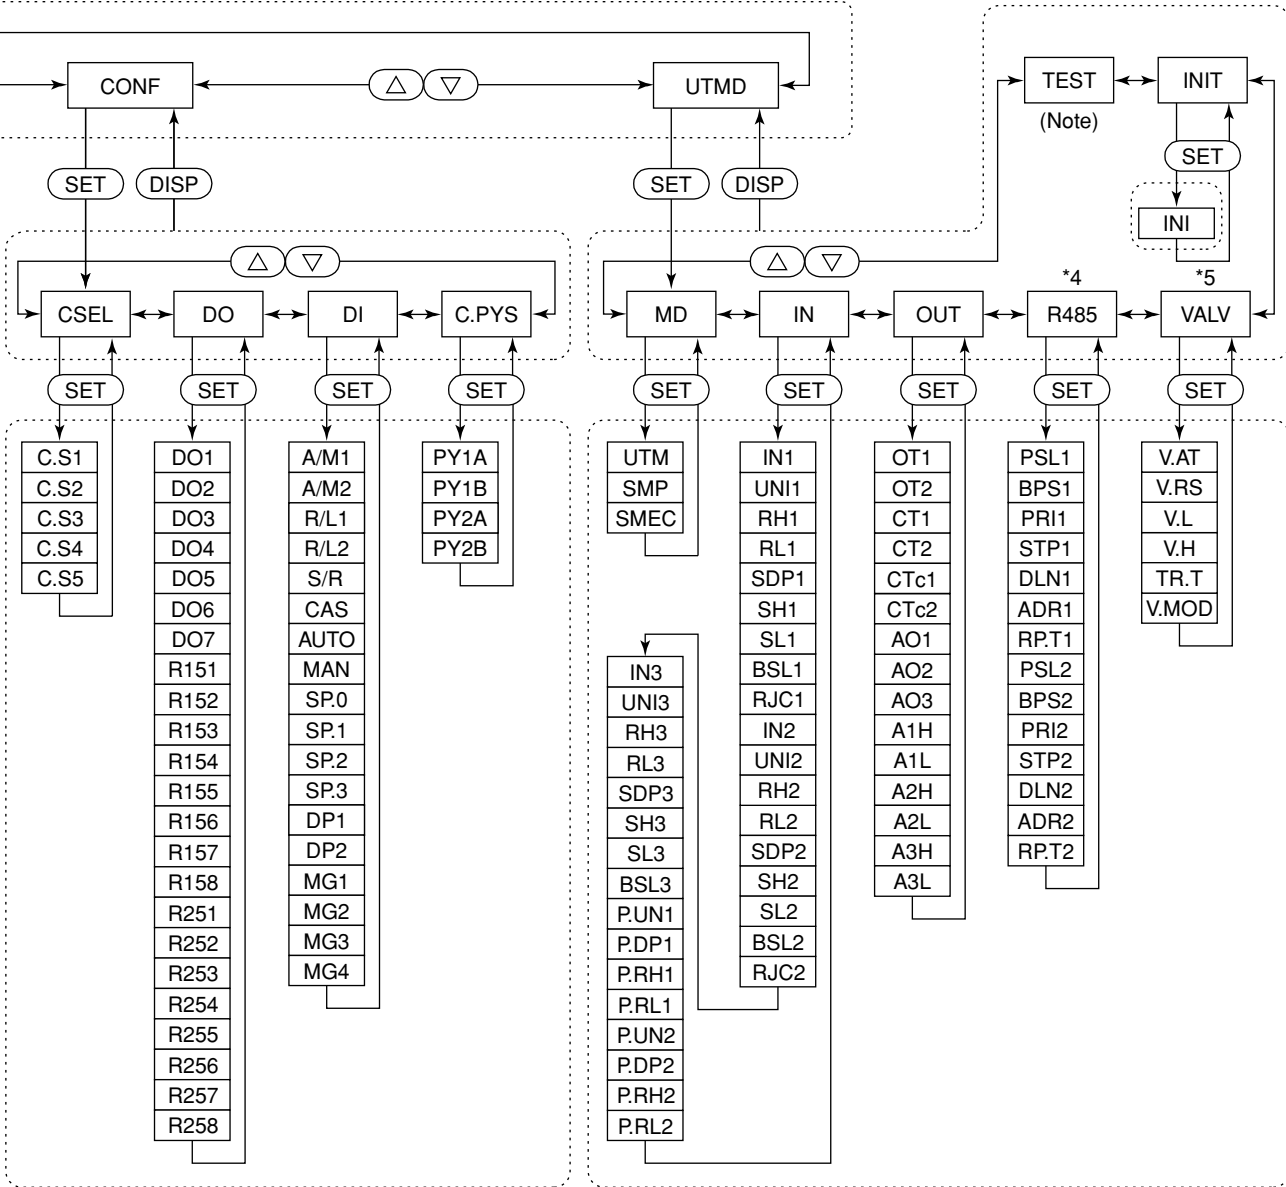 CONF
△ ▽
UTMD
TEST
INIT
(Note)
SET
DISP
SET
DISP
SET
INI
△ ▽
△ ▽
*4
*5
CSEL
DO
DI
C.PYS
MD
IN
OUT
R485
VALV
SET
SET
SET
SET
SET
SET
SET
SET
SET
C.S1
C.S2
C.S3
C.S4
C.S5
DO1
DO2
DO3
DO4
DO5
DO6
DO7
R151
R152
R153
R154
R155
R156
R157
R158
R251
R252
R253
R254
R255
R256
R257
R258
A/M1
A/M2
R/L1
R/L2
S/R
CAS
AUTO
MAN
SP.0
SP.1
SP.2
SP.3
DP1
DP2
MG1
MG2
MG3
MG4
PY1A
PY1B
PY2A
PY2B
UTM
SMP
SMEC
IN1
UNI1
RH1
RL1
SDP1
SH1
SL1
BSL1
RJC1
IN2
UNI2
RH2
RL2
SDP2
SH2
SL2
BSL2
RJC2
IN3
UNI3
RH3
RL3
SDP3
SH3
SL3
BSL3
P.UN1
P.DP1
P.RH1
P.RL1
P.UN2
P.DP2
P.RH2
P.RL2
OT1
OT2
CT1
CT2
CTc1
CTc2
AO1
AO2
AO3
A1H
A1L
A2H
A2L
A3H
A3L
PSL1
BPS1
PRI1
STP1
DLN1
ADR1
RP.T1
PSL2
BPS2
PRI2
STP2
DLN2
ADR2
RP.T2
V.AT
V.RS
V.L
V.H
TR.T
V.MOD